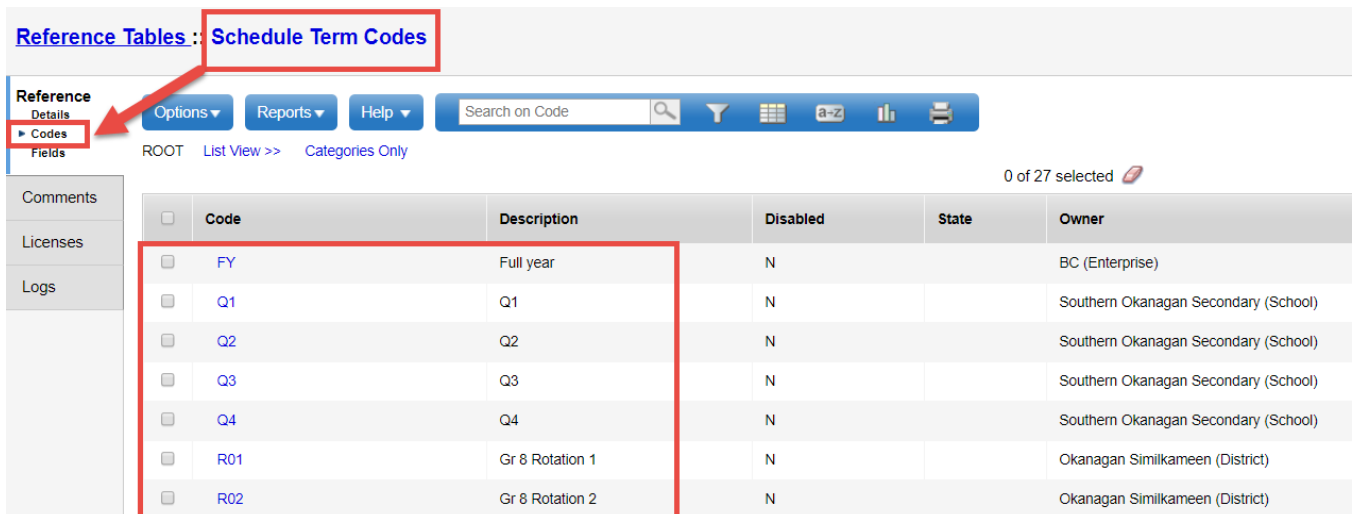 Reference Tables :: Schedule Term Codes
Reference
Details
Codes
Fields
Comments
Licenses
Logs
Options Reports Help Search on Code a-z
ROOT List View >> Categories Only
0 of 27 selected
Code Description Disabled State Owner
FY Full year N BC (Enterprise)
Q1 Q1 N Southern Okanagan Secondary (School)
Q2 Q2 N Southern Okanagan Secondary (School)
Q3 Q3 N Southern Okanagan Secondary (School)
Q4 Q4 N Southern Okanagan Secondary (School)
R01 Gr 8 Rotation 1 N Okanagan Similkameen (District)
R02 Gr 8 Rotation 2 N Okanagan Similkameen (District)